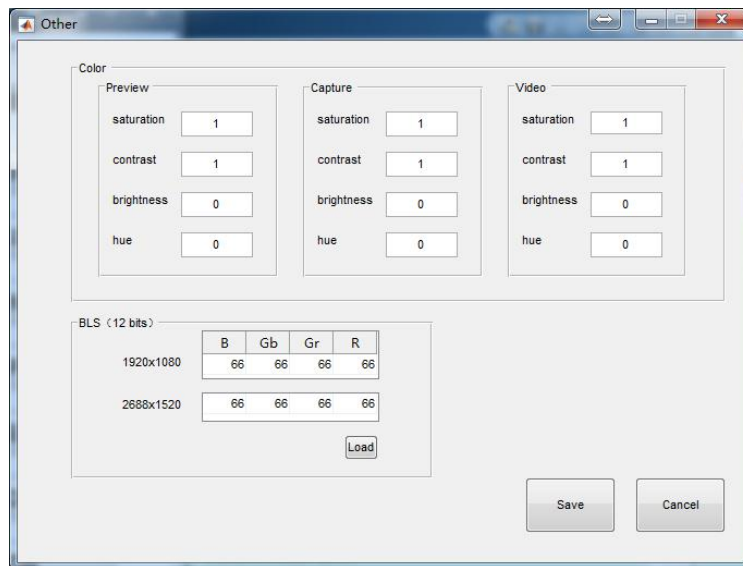 Other
Color
Preview Capture Video
saturation 1 saturation 1 saturation 1
contrast 1 contrast 1 contrast 1
brightness 0 brightness 0 brightness 0
hue 0 hue 0 hue 0
BLS（12 bits）
B Gb Gr R
1920x1080 66 66 66 66
2688x1520 66 66 66 66
Load
Save Cancel